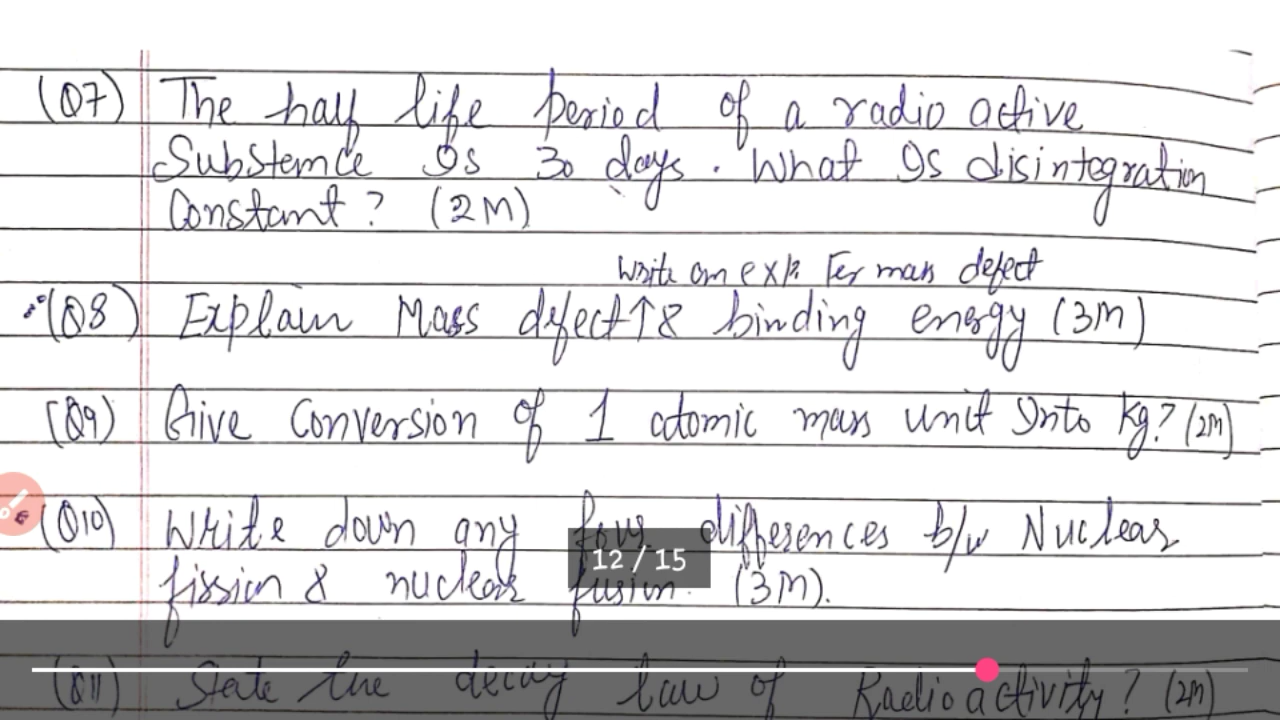 (Q7) The half life period of a radio active
Substemce Is 30 days. What Is disintegration
Constant? (2M)
Write an exp. For mass defect
(Q8) Explain Mass defect↑& binding energy (3M)
(Q9) Give Conversion of 1 atomic mass unit Into Kg? (2M)
(Q10) Write down any four differences b/w Nuclear
fission & nuclear fusion. (3M).
12 / 15
(Q11) State the decay law of Radioactivity? (2M)